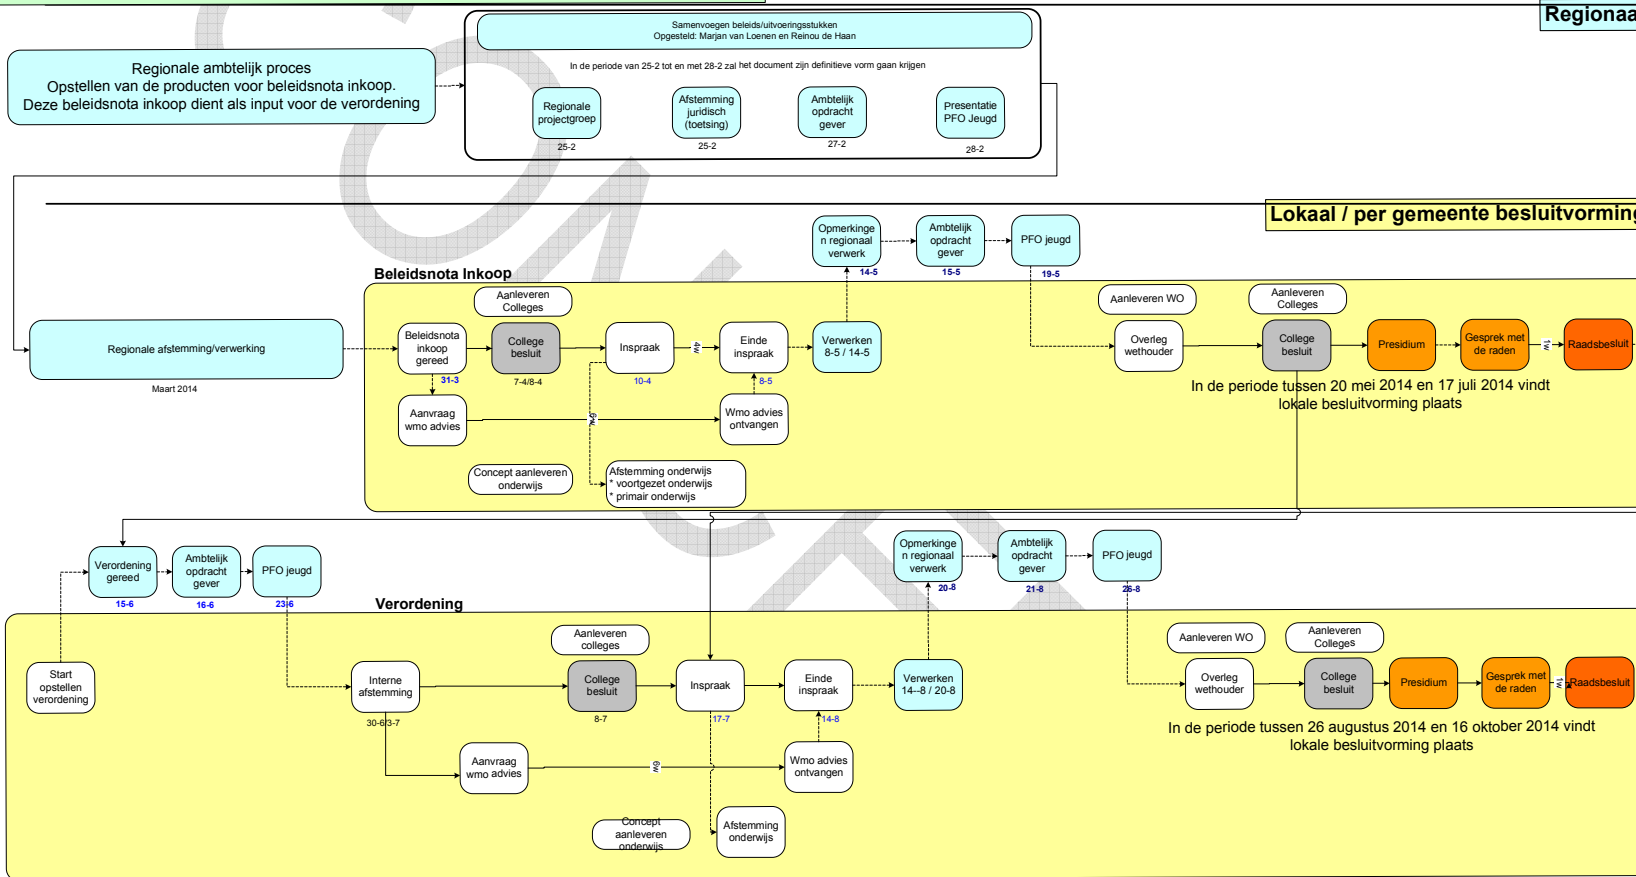 Regionaal
Samenvoegen beleids/uitvoeringsstukken
Opgesteld: Marjan van Loenen en Reinou de Haan
Regionale ambtelijk proces
Opstellen van de producten voor beleidsnota inkoop.
Deze beleidsnota inkoop dient als input voor de verordening
In de periode van 25-2 tot en met 28-2 zal het document zijn definitieve vorm gaan krijgen
Regionale
projectgroep
25-2
Afstemming
juridisch
(toetsing)
25-2
Ambtelijk
opdracht
gever
27-2
Presentatie
PFO Jeugd
28-2
Lokaal / per gemeente besluitvorming
Opmerkinge
n regionaal
verwerk
14-5
Ambtelijk
opdracht
gever
15-5
PFO jeugd
19-5
Beleidsnota Inkoop
Regionale afstemming/verwerking
Maart 2014
Beleidsnota
inkoop
gereed
31-3
Aanleveren
Colleges
College
besluit
7-4/8-4
Inspraak
10-4
4w
Einde
inspraak
8-5
Verwerken
8-5 / 14-5
Aanvraag
wmo advies
6w
Wmo advies
ontvangen
Concept aanleveren
onderwijs
Afstemming onderwijs
* voortgezet onderwijs
* primair onderwijs
Aanleveren WO
Overleg
wethouder
Aanleveren
Colleges
College
besluit
Presidium
Gesprek met
de raden
1w
Raadsbesluit
In de periode tussen 20 mei 2014 en 17 juli 2014 vindt
lokale besluitvorming plaats
Verordening
gereed
15-6
Ambtelijk
opdracht
gever
16-6
PFO jeugd
23-6
Opmerkinge
n regionaal
verwerk
20-8
Ambtelijk
opdracht
gever
21-8
PFO jeugd
26-8
Verordening
Start
opstellen
verordening
Interne
afstemming
30-6/3-7
Aanleveren
colleges
College
besluit
8-7
Inspraak
17-7
Einde
inspraak
14-8
Verwerken
14--8 / 20-8
Aanvraag
wmo advies
6w
Wmo advies
ontvangen
Concept
aanleveren
onderwijs
Afstemming
onderwijs
Aanleveren WO
Overleg
wethouder
Aanleveren
Colleges
College
besluit
Presidium
Gesprek met
de raden
1w
Raadsbesluit
In de periode tussen 26 augustus 2014 en 16 oktober 2014 vindt
lokale besluitvorming plaats